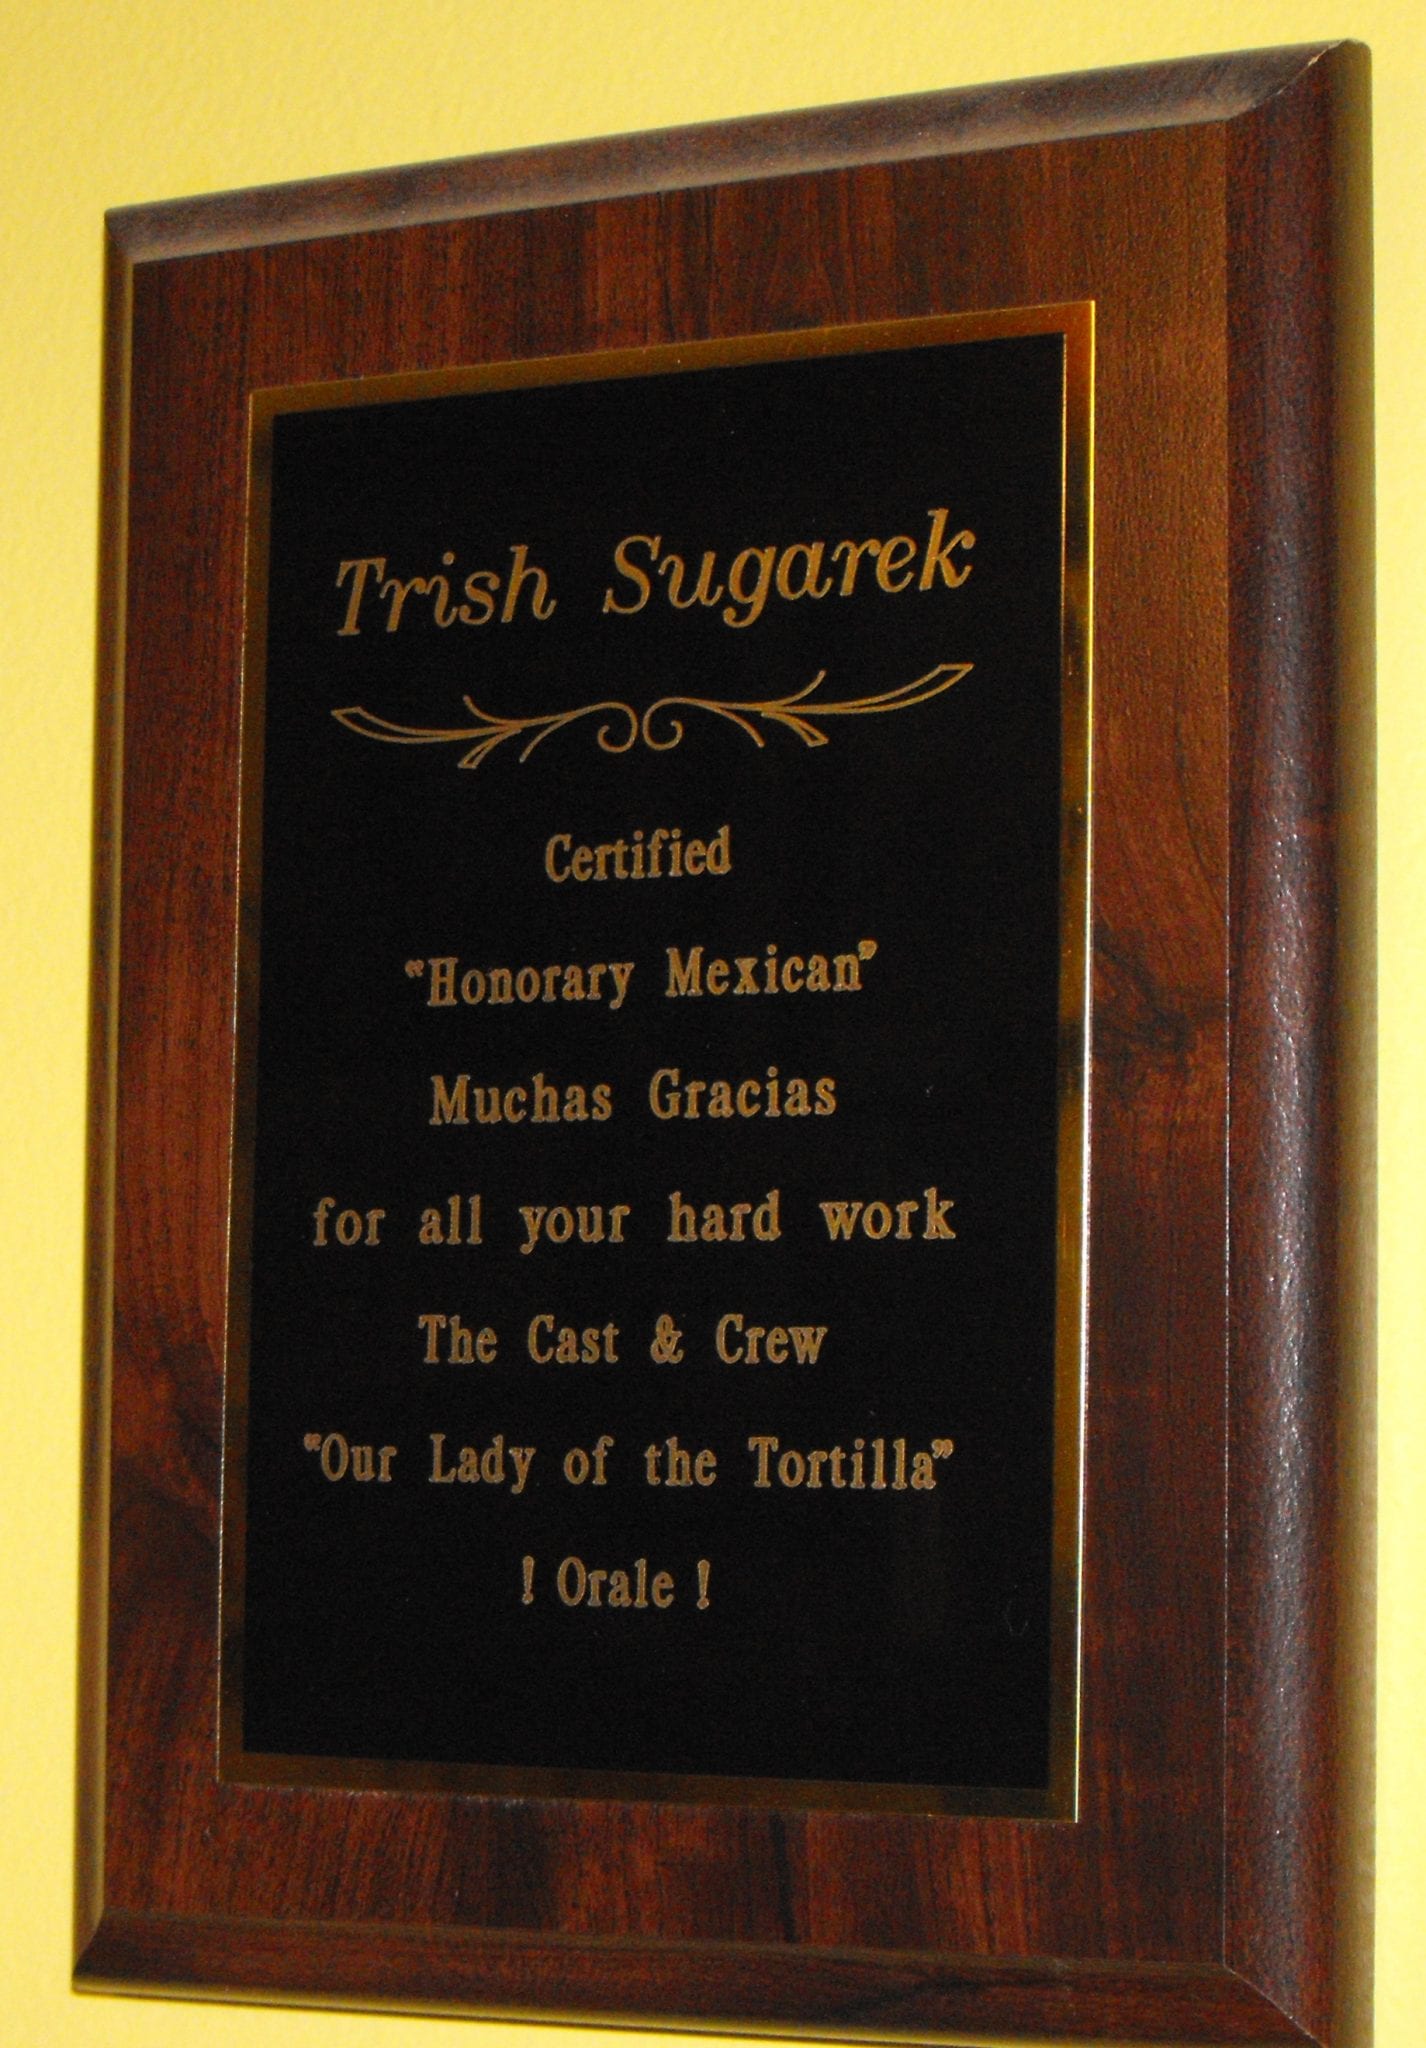 Trish Sugarek
Certified
“Honorary Mexican”
Muchas Gracias
for all your hard work
The Cast & Crew
“Our Lady of the Tortilla”
! Orale !